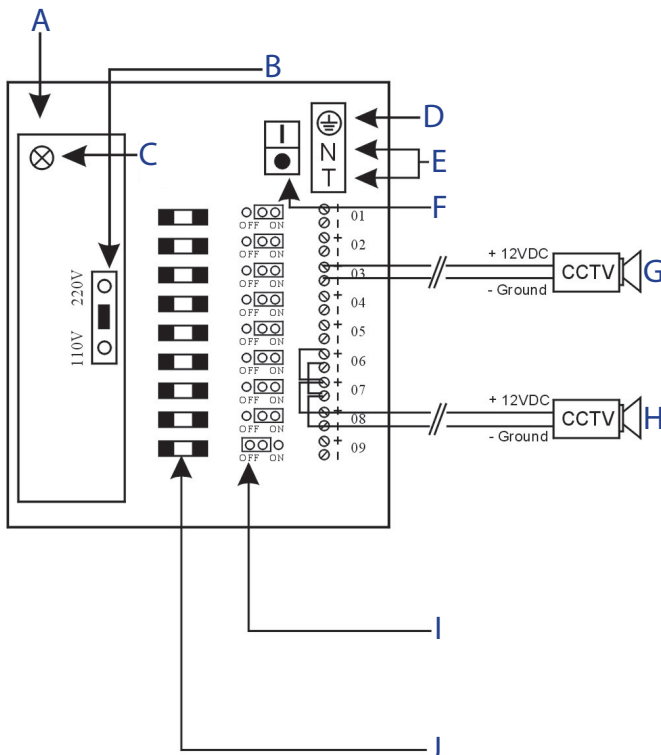 A
B
C
D
E
F
N
T
220V
110V
OFF ON
01
OFF ON
02
OFF ON
03
OFF ON
04
OFF ON
05
OFF ON
06
OFF ON
07
OFF ON
08
OFF ON
09
+ 12VDC
- Ground
CCTV
G
+ 12VDC
- Ground
CCTV
H
I
J